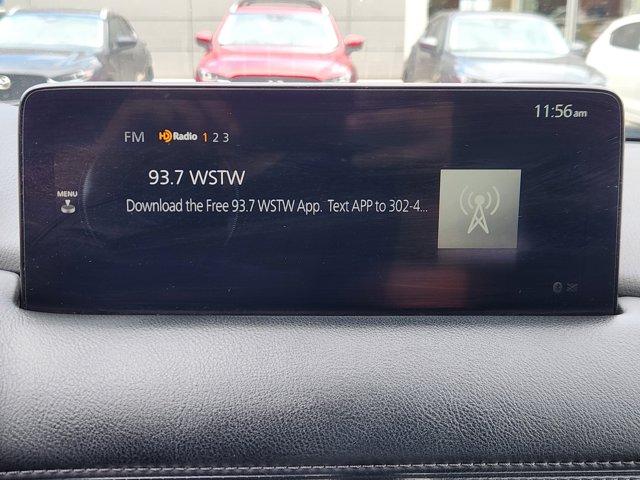 11:56am
FM HD Radio 1 2 3
93.7 WSTW
MENU
Download the Free 93.7 WSTW App. Text APP to 302-4...